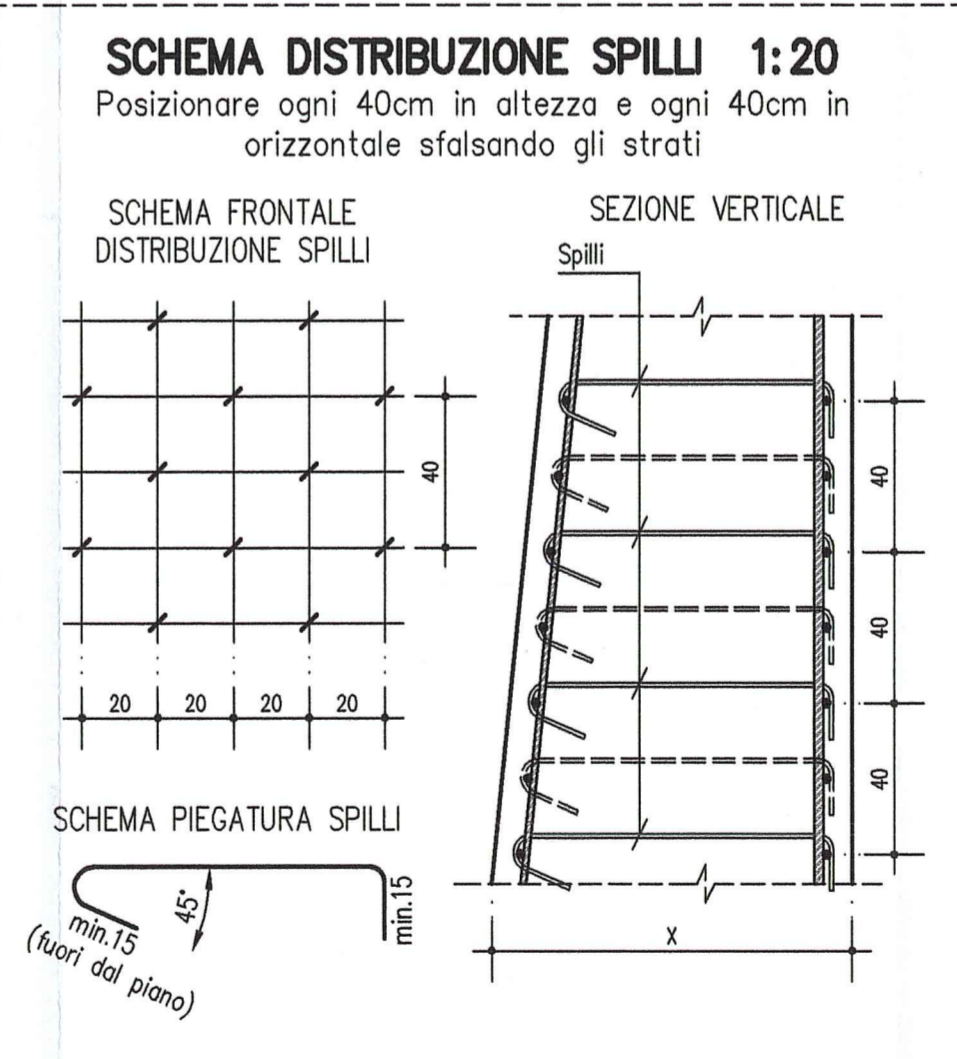 SCHEMA DISTRIBUZIONE SPILLI 1:20
Posizionare ogni 40cm in altezza e ogni 40cm in
orizzontale sfalsando gli strati
SCHEMA FRONTALE
DISTRIBUZIONE SPILLI
40
20 20 20 20
SEZIONE VERTICALE
Spilli
40
40
40
X
SCHEMA PIEGATURA SPILLI
45°
min.15
min.15
(fuori dal piano)